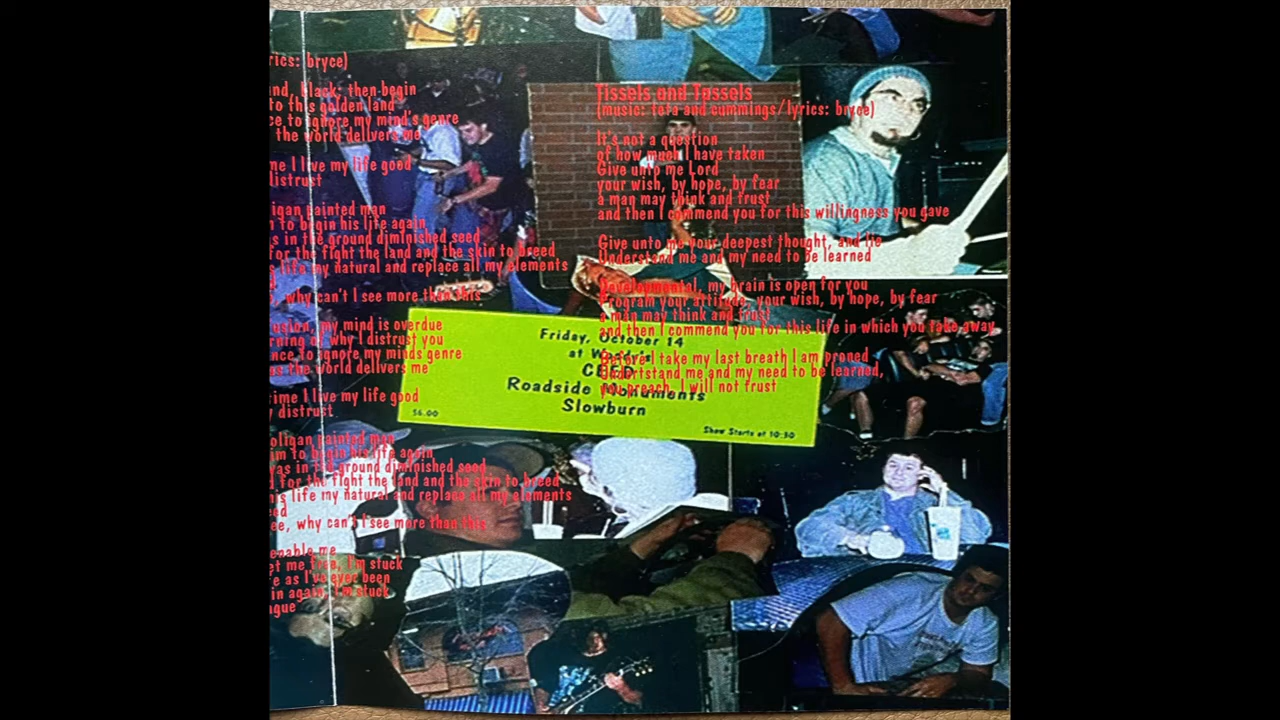 rics: bryce)
nd, black; then begin
to this golden land
ce to ignore my mind's genre
the world delivers me
me I live my life good
distrust
ligan painted man
n to begin his life again
s in the ground diminished seed
for the fight the land and the skin to breed
s life my natural and replace all my elements
, why can't I see more than this
usion, my mind is overdue
rning of why I distrust you
nce to ignore my minds genre
as the world delivers me
time I live my life good
y distrust
oligan painted man
im to begin his life again
was in the ground diminished seed
d for the fight the land and the skin to breed
his life my natural and replace all my elements
ed
ee, why can't I see more than this
enable me
et me free, I'm stuck
e as I've ever been
in again, I'm stuck
ague
Tissels and Tassels
(music: tota and cummings/lyrics: bryce)
It's not a question
of how much I have taken
Give unto me Lord
your wish, by hope, by fear
a man may think and trust
and then I commend you for this willingness you gave
Give unto me your deepest thought, and lie
Understand me and my need to be learned
Developmental, my brain is open for you
Program your attitude, your wish, by hope, by fear
a man may think and trust
and then I commend you for this life in which you take away
Before I take my last breath I am proned
Undertstand me and my need to be learned,
you preach, I will not trust
Friday, October 14
at
CREED
Roadside Monuments
Slowburn
$6.00
Show Starts at 10:30